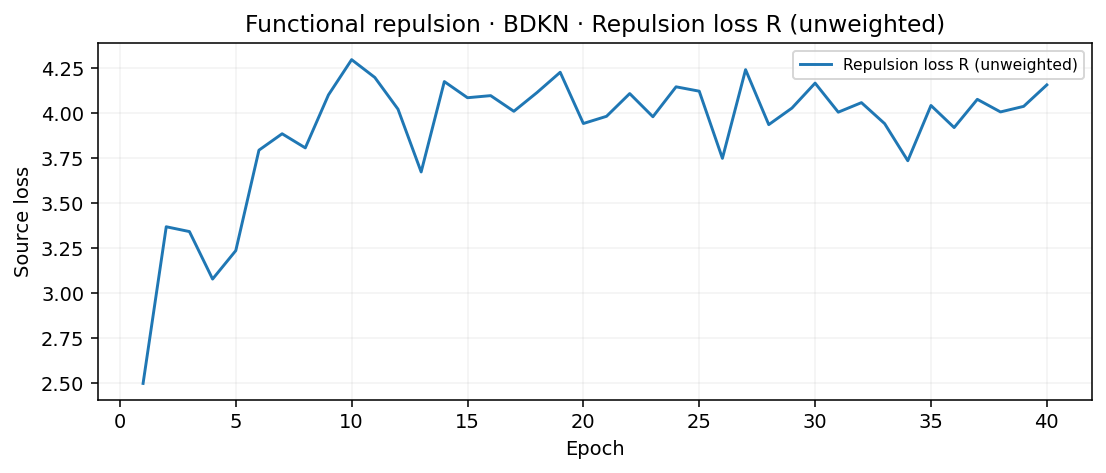 Functional repulsion · BDKN · Repulsion loss R (unweighted)
Repulsion loss R (unweighted)
Source loss
4.25
4.00
3.75
3.50
3.25
3.00
2.75
2.50
0 5 10 15 20 25 30 35 40
Epoch